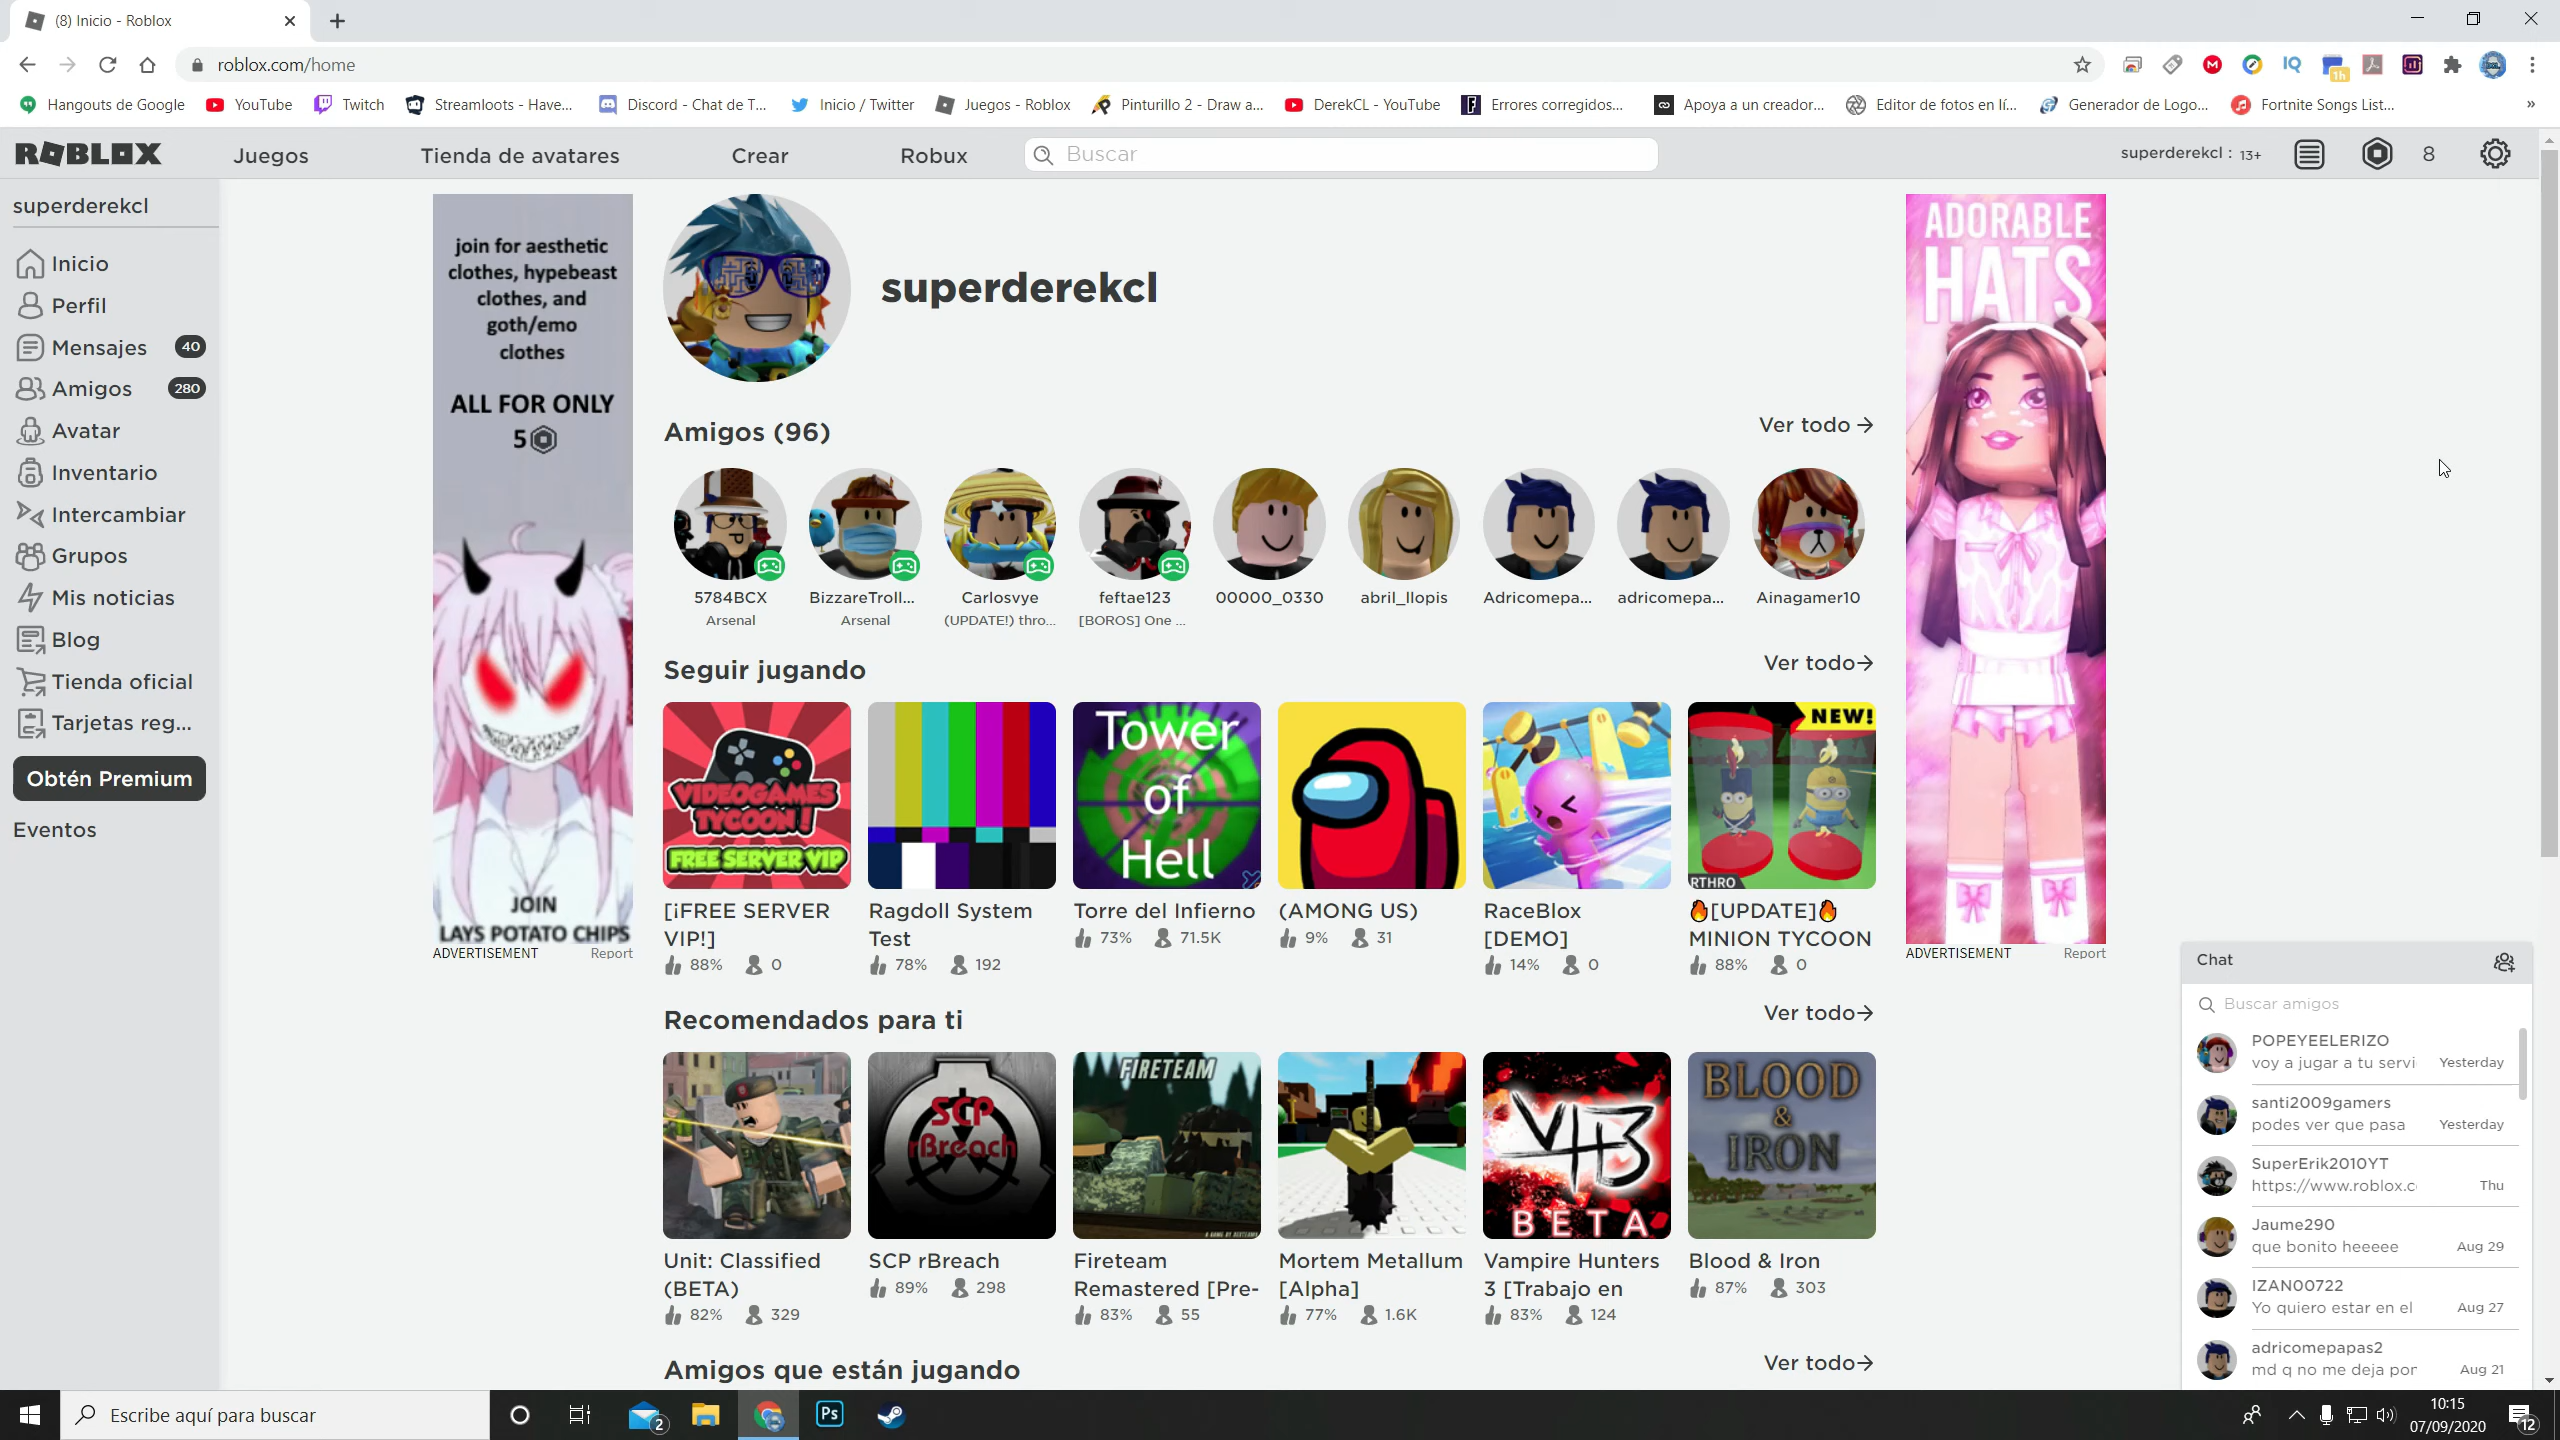 (8) Inicio - Roblox
roblox.com/home
Hangouts de Google
YouTube
Twitch
Streamloots - Have...
Discord - Chat de T...
Inicio / Twitter
Juegos - Roblox
Pinturillo 2 - Draw a...
DerekCL - YouTube
Errores corregidos...
Apoya a un creador...
Editor de fotos en lí...
Generador de Logo...
Fortnite Songs List...
ROBLOX
Juegos
Tienda de avatares
Crear
Robux
Buscar
superderekcl : 13+
8
superderekcl
Inicio
Perfil
Mensajes 40
Amigos 280
Avatar
Inventario
Intercambiar
Grupos
Mis noticias
Blog
Tienda oficial
Tarjetas reg...
Obtén Premium
Eventos
join for aesthetic
clothes, hypebeast
clothes, and
goth/emo
clothes
ALL FOR ONLY
5
JOIN
LAYS POTATO CHIPS
ADVERTISEMENT Report
superderekcl
Amigos (96)
Ver todo →
5784BCX
Arsenal
BizzareTroll...
Arsenal
Carlosvye
(UPDATE!) thro...
feftae123
[BOROS] One ...
00000_0330
abril_llopis
Adricomepa...
adricomepa...
Ainagamer10
Seguir jugando
Ver todo→
VIDEOGAMES
TYCOON!
FREE SERVER VIP
[¡FREE SERVER
VIP!]
88% 0
Ragdoll System
Test
78% 192
Tower
of
Hell
Torre del Infierno
73% 71.5K
(AMONG US)
9% 31
RaceBlox
[DEMO]
14% 0
NEW!
RTHRO
🔥[UPDATE]🔥
MINION TYCOON
88% 0
Recomendados para ti
Ver todo→
Unit: Classified
(BETA)
82% 329
SCP
rBreach
SCP rBreach
89% 298
FIRETEAM
Fireteam
Remastered [Pre-
83% 55
Mortem Metallum
[Alpha]
77% 1.6K
VH3
BETA
Vampire Hunters
3 [Trabajo en
83% 124
BLOOD
&
IRON
Blood & Iron
87% 303
Amigos que están jugando
Ver todo→
ADORABLE
HATS
ADVERTISEMENT Report
Chat
Buscar amigos
POPEYEELERIZO
voy a jugar a tu servi Yesterday
santi2009gamers
podes ver que pasa Yesterday
SuperErik2010YT
https://www.roblox.c Thu
Jaume290
que bonito heeeee Aug 29
IZAN00722
Yo quiero estar en el Aug 27
adricomepapas2
md q no me deja por Aug 21
Escribe aquí para buscar
2
Ps
10:15
07/09/2020
12